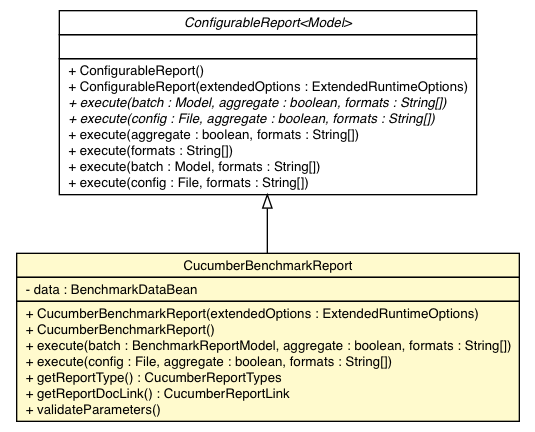 ConfigurableReport<Model>
+ ConfigurableReport()
+ ConfigurableReport(extendedOptions : ExtendedRuntimeOptions)
+ execute(batch : Model, aggregate : boolean, formats : String[])
+ execute(config : File, aggregate : boolean, formats : String[])
+ execute(aggregate : boolean, formats : String[])
+ execute(formats : String[])
+ execute(batch : Model, formats : String[])
+ execute(config : File, formats : String[])
CucumberBenchmarkReport
- data : BenchmarkDataBean
+ CucumberBenchmarkReport(extendedOptions : ExtendedRuntimeOptions)
+ CucumberBenchmarkReport()
+ execute(batch : BenchmarkReportModel, aggregate : boolean, formats : String[])
+ execute(config : File, aggregate : boolean, formats : String[])
+ getReportType() : CucumberReportTypes
+ getReportDocLink() : CucumberReportLink
+ validateParameters()